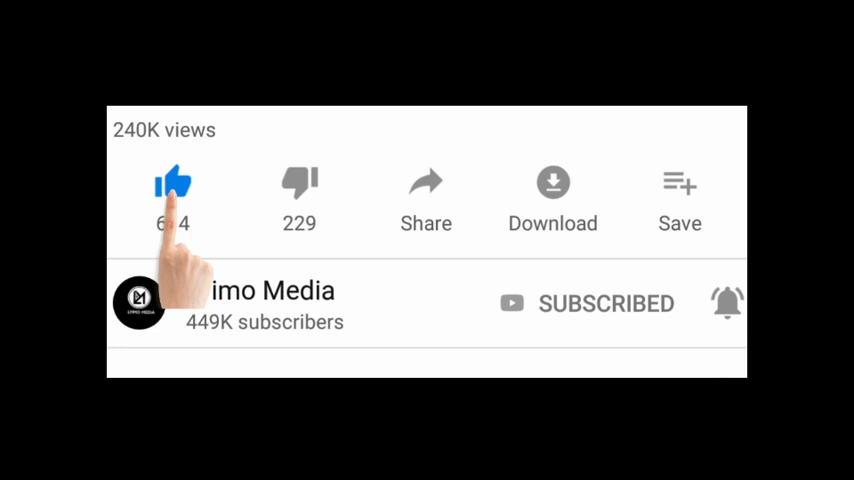 240K views
229
Share
Download
Save
imo Media
SUBSCRIBED
449K subscribers